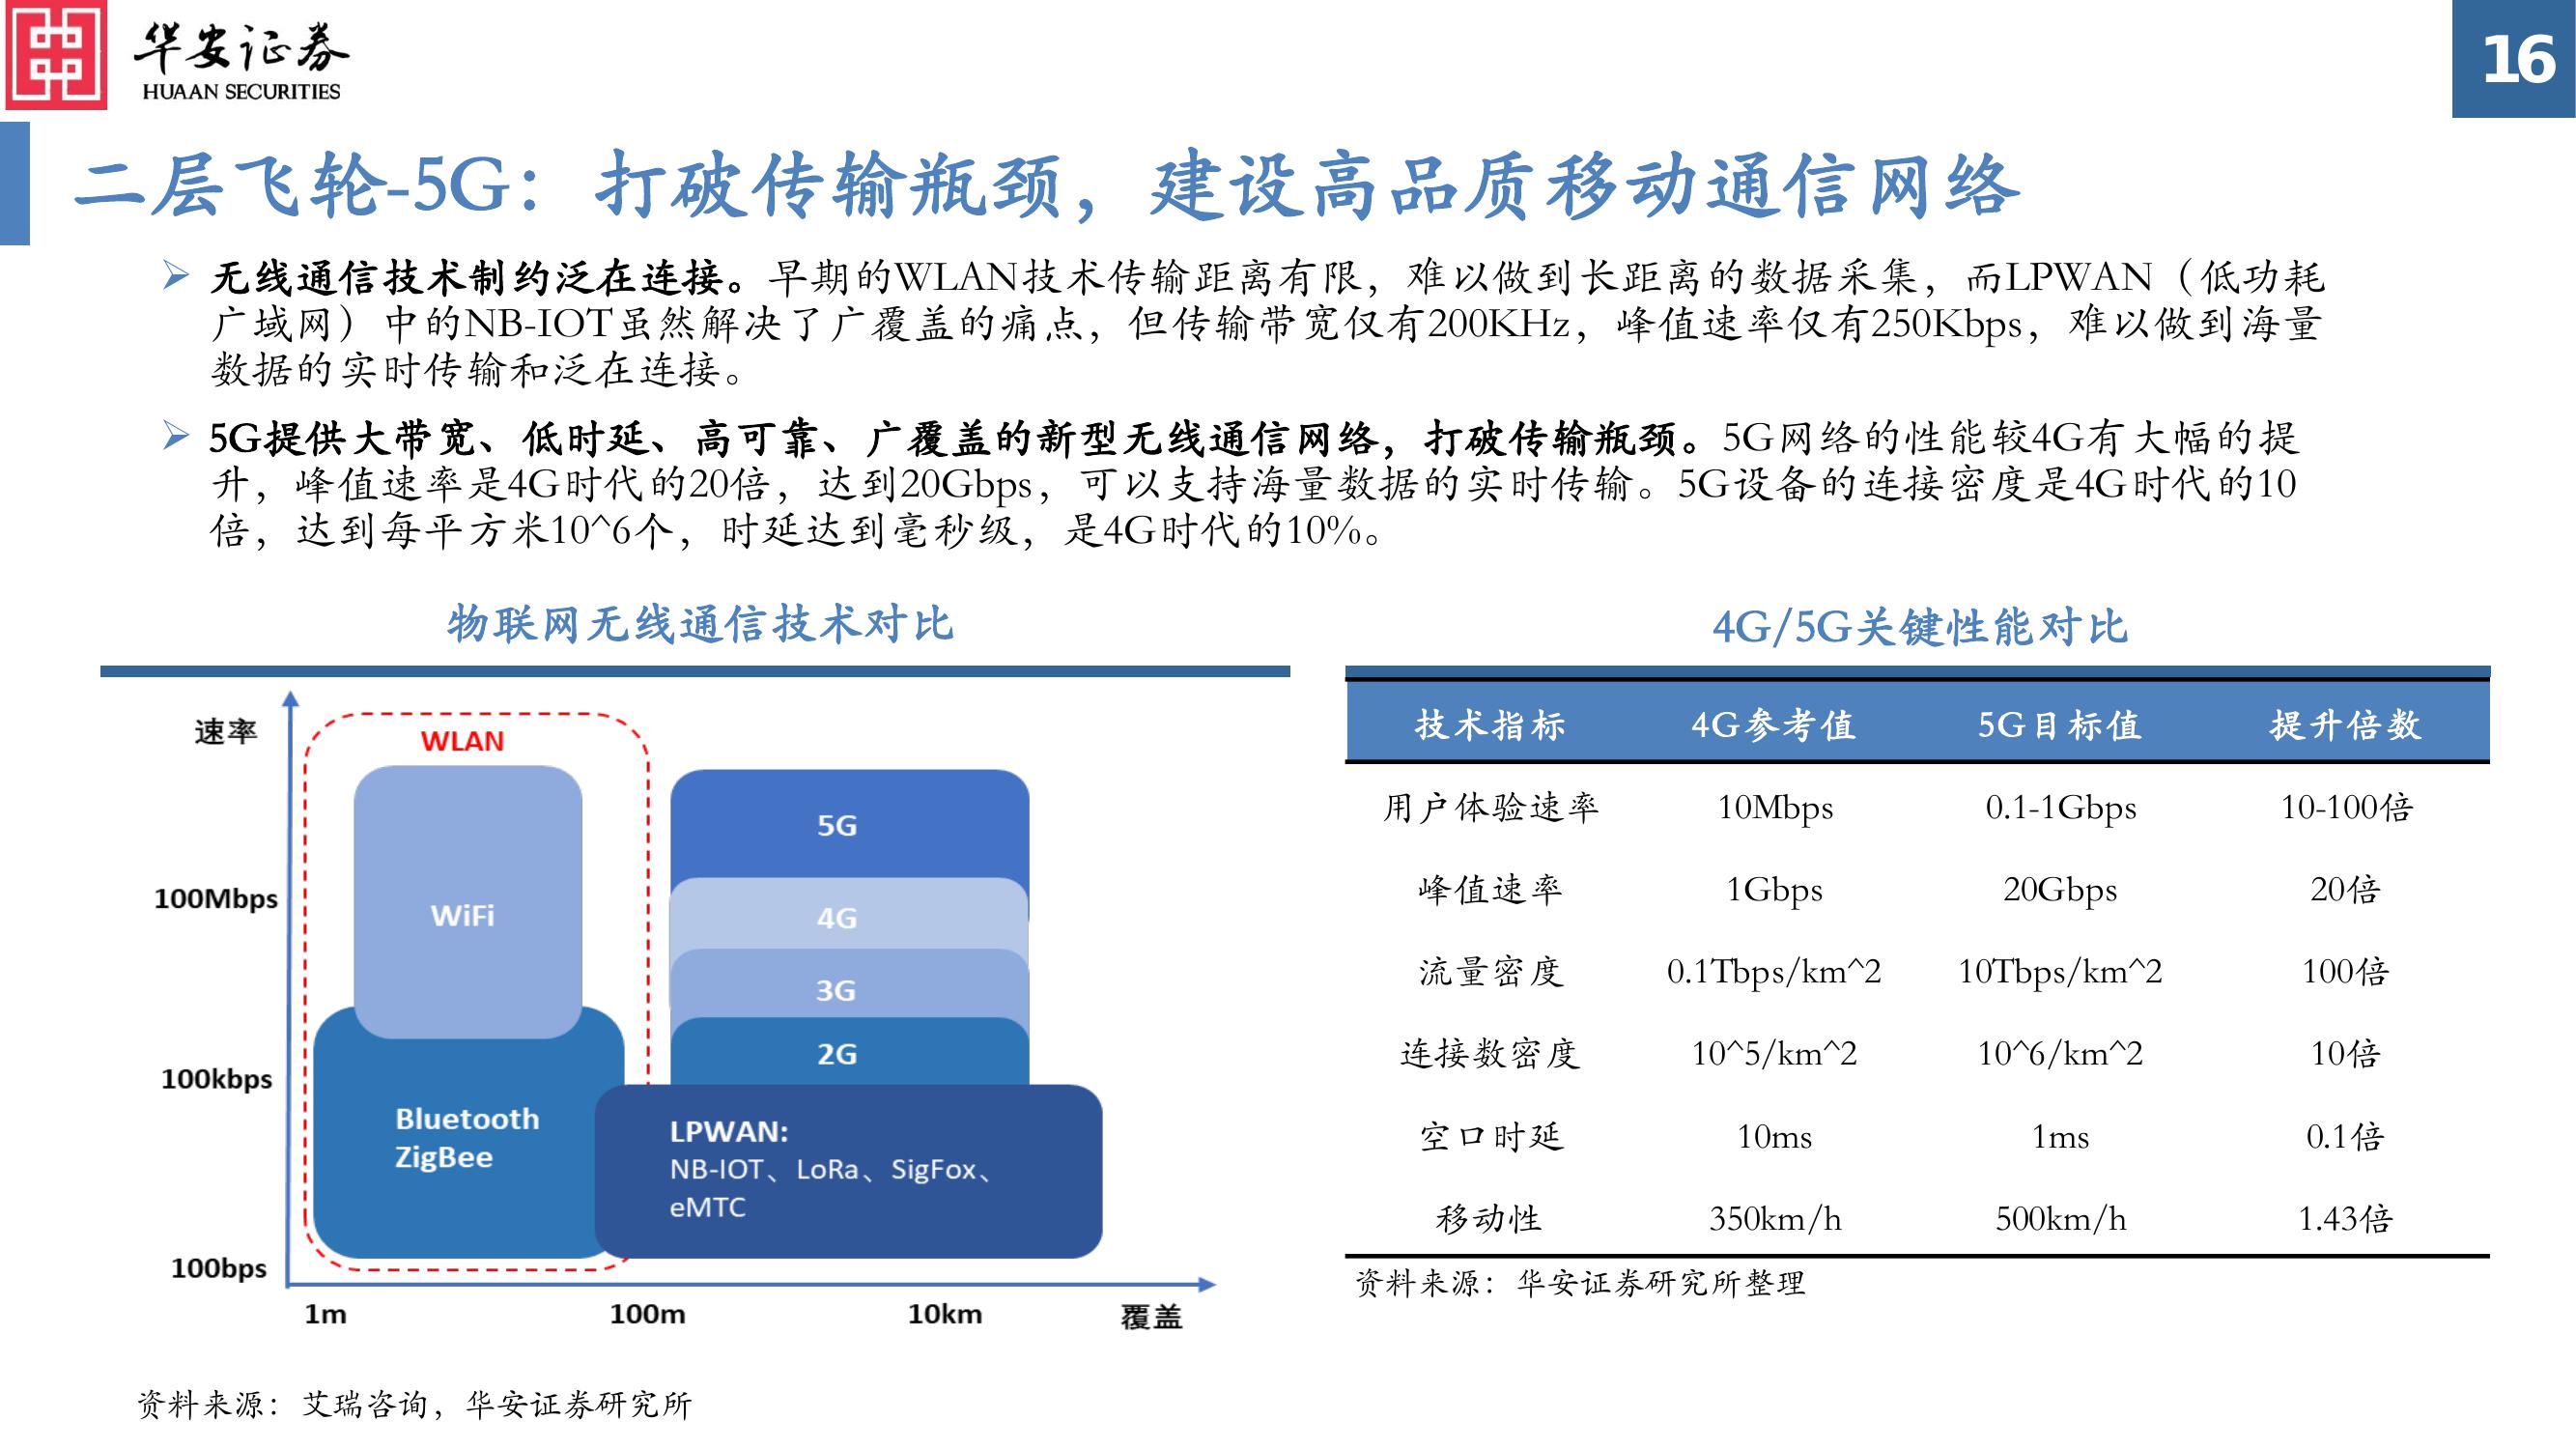 华安证券
HUAAN SECURITIES
16
二层飞轮-5G：打破传输瓶颈，建设高品质移动通信网络
➢ 无线通信技术制约泛在连接。早期的WLAN技术传输距离有限，难以做到长距离的数据采集，而LPWAN（低功耗
广域网）中的NB-IOT虽然解决了广覆盖的痛点，但传输带宽仅有200KHz，峰值速率仅有250Kbps，难以做到海量
数据的实时传输和泛在连接。
➢ 5G提供大带宽、低时延、高可靠、广覆盖的新型无线通信网络，打破传输瓶颈。5G网络的性能较4G有大幅的提
升，峰值速率是4G时代的20倍，达到20Gbps，可以支持海量数据的实时传输。5G设备的连接密度是4G时代的10
倍，达到每平方米10^6个，时延达到毫秒级，是4G时代的10%。
物联网无线通信技术对比
速率
WLAN
5G
100Mbps
WiFi
4G
3G
2G
100kbps
Bluetooth
ZigBee
LPWAN:
NB-IOT、LoRa、SigFox、
eMTC
100bps
1m 100m 10km 覆盖
资料来源：艾瑞咨询，华安证券研究所
4G/5G关键性能对比
技术指标 4G参考值 5G目标值 提升倍数
用户体验速率 10Mbps 0.1-1Gbps 10-100倍
峰值速率 1Gbps 20Gbps 20倍
流量密度 0.1Tbps/km^2 10Tbps/km^2 100倍
连接数密度 10^5/km^2 10^6/km^2 10倍
空口时延 10ms 1ms 0.1倍
移动性 350km/h 500km/h 1.43倍
资料来源：华安证券研究所整理